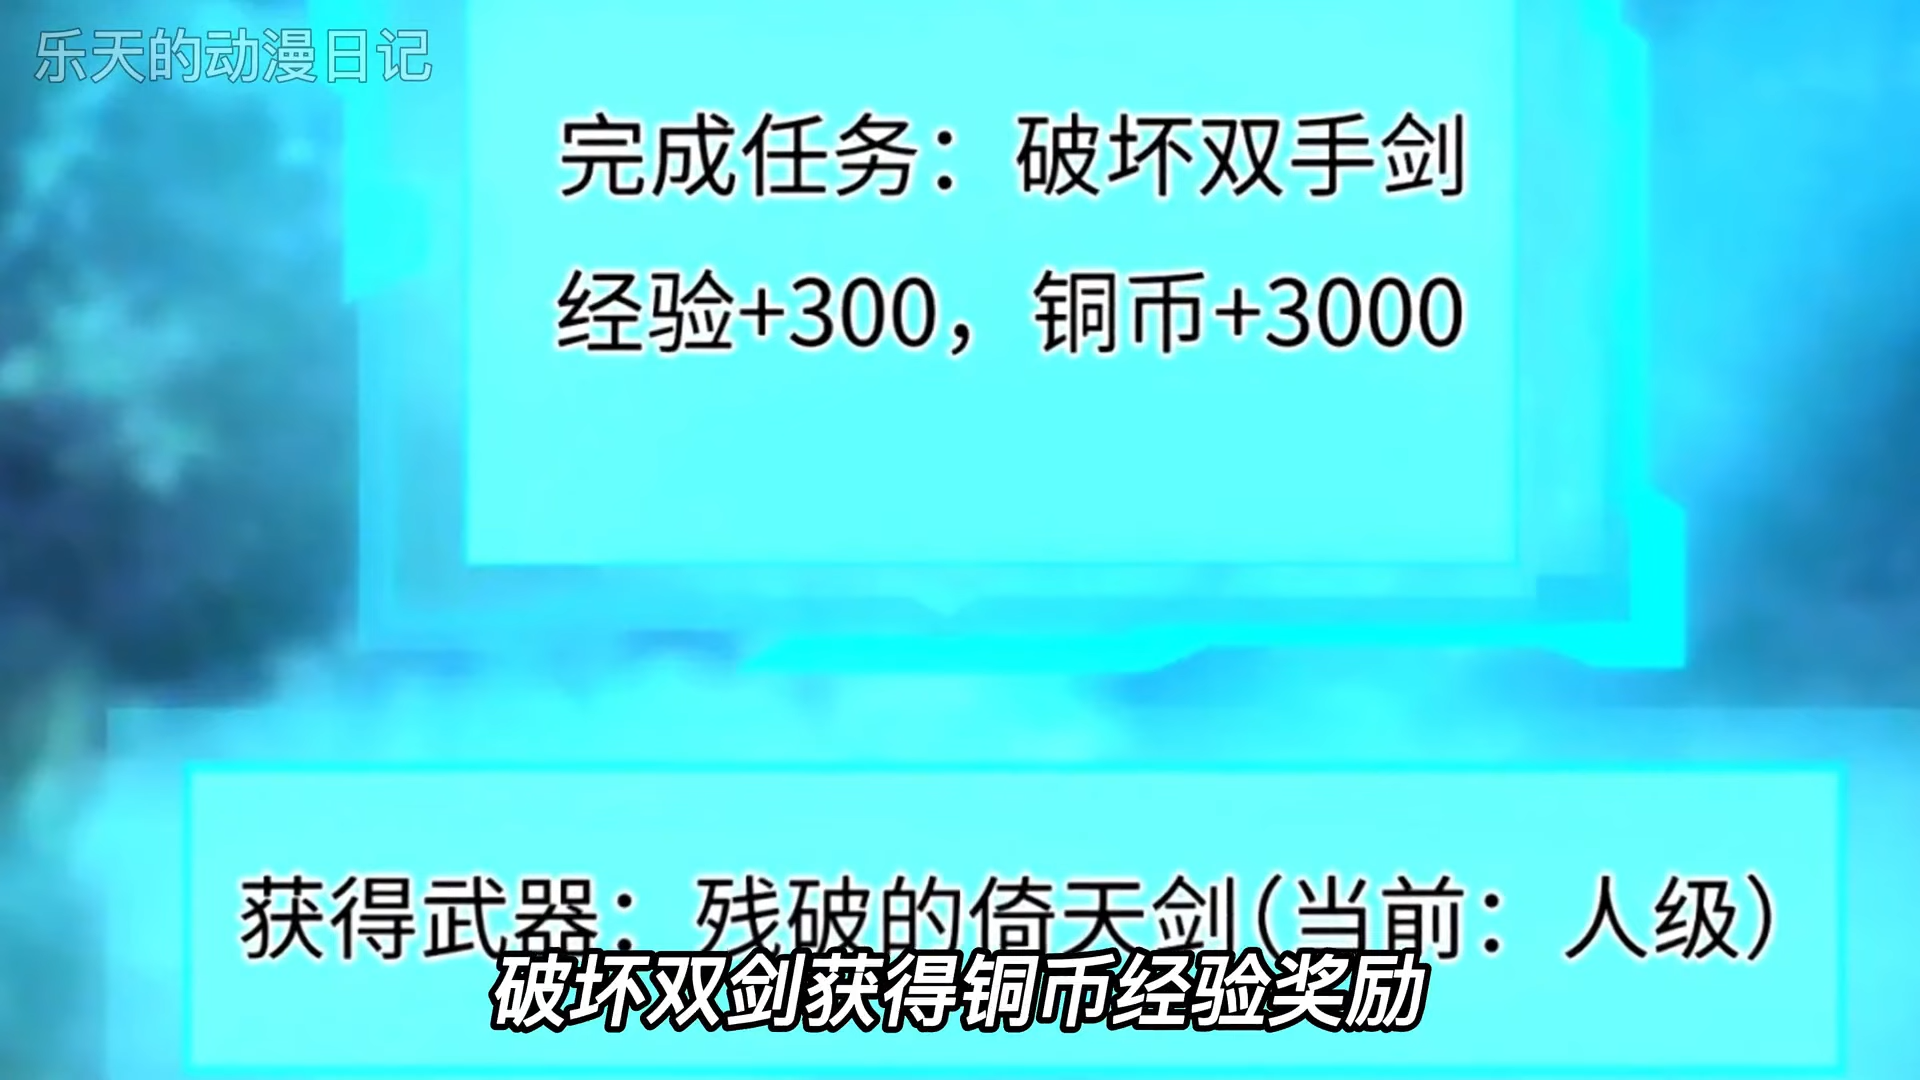 乐天的动漫日记
完成任务：破坏双手剑
经验+300，铜币+3000
获得武器：残破的倚天剑（当前：人级）
破坏双剑获得铜币经验奖励